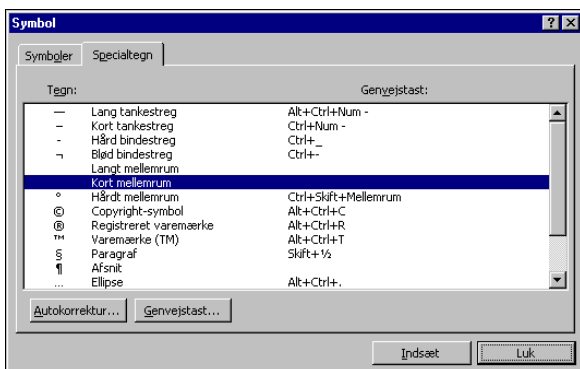 Symbol
Symboler Specialtegn
Tegn: Genvejstast:
— Lang tankestreg Alt+Ctrl+Num -
– Kort tankestreg Ctrl+Num -
- Hård bindestreg Ctrl+_
¬ Blød bindestreg Ctrl+-
Langt mellemrum
Kort mellemrum
° Hårdt mellemrum Ctrl+Skift+Mellemrum
© Copyright-symbol Alt+Ctrl+C
® Registreret varemærke Alt+Ctrl+R
™ Varemærke (TM) Alt+Ctrl+T
§ Paragraf Skift+½
¶ Afsnit
… Ellipse Alt+Ctrl+.
Autokorrektur... Genvejstast...
Indsæt Luk